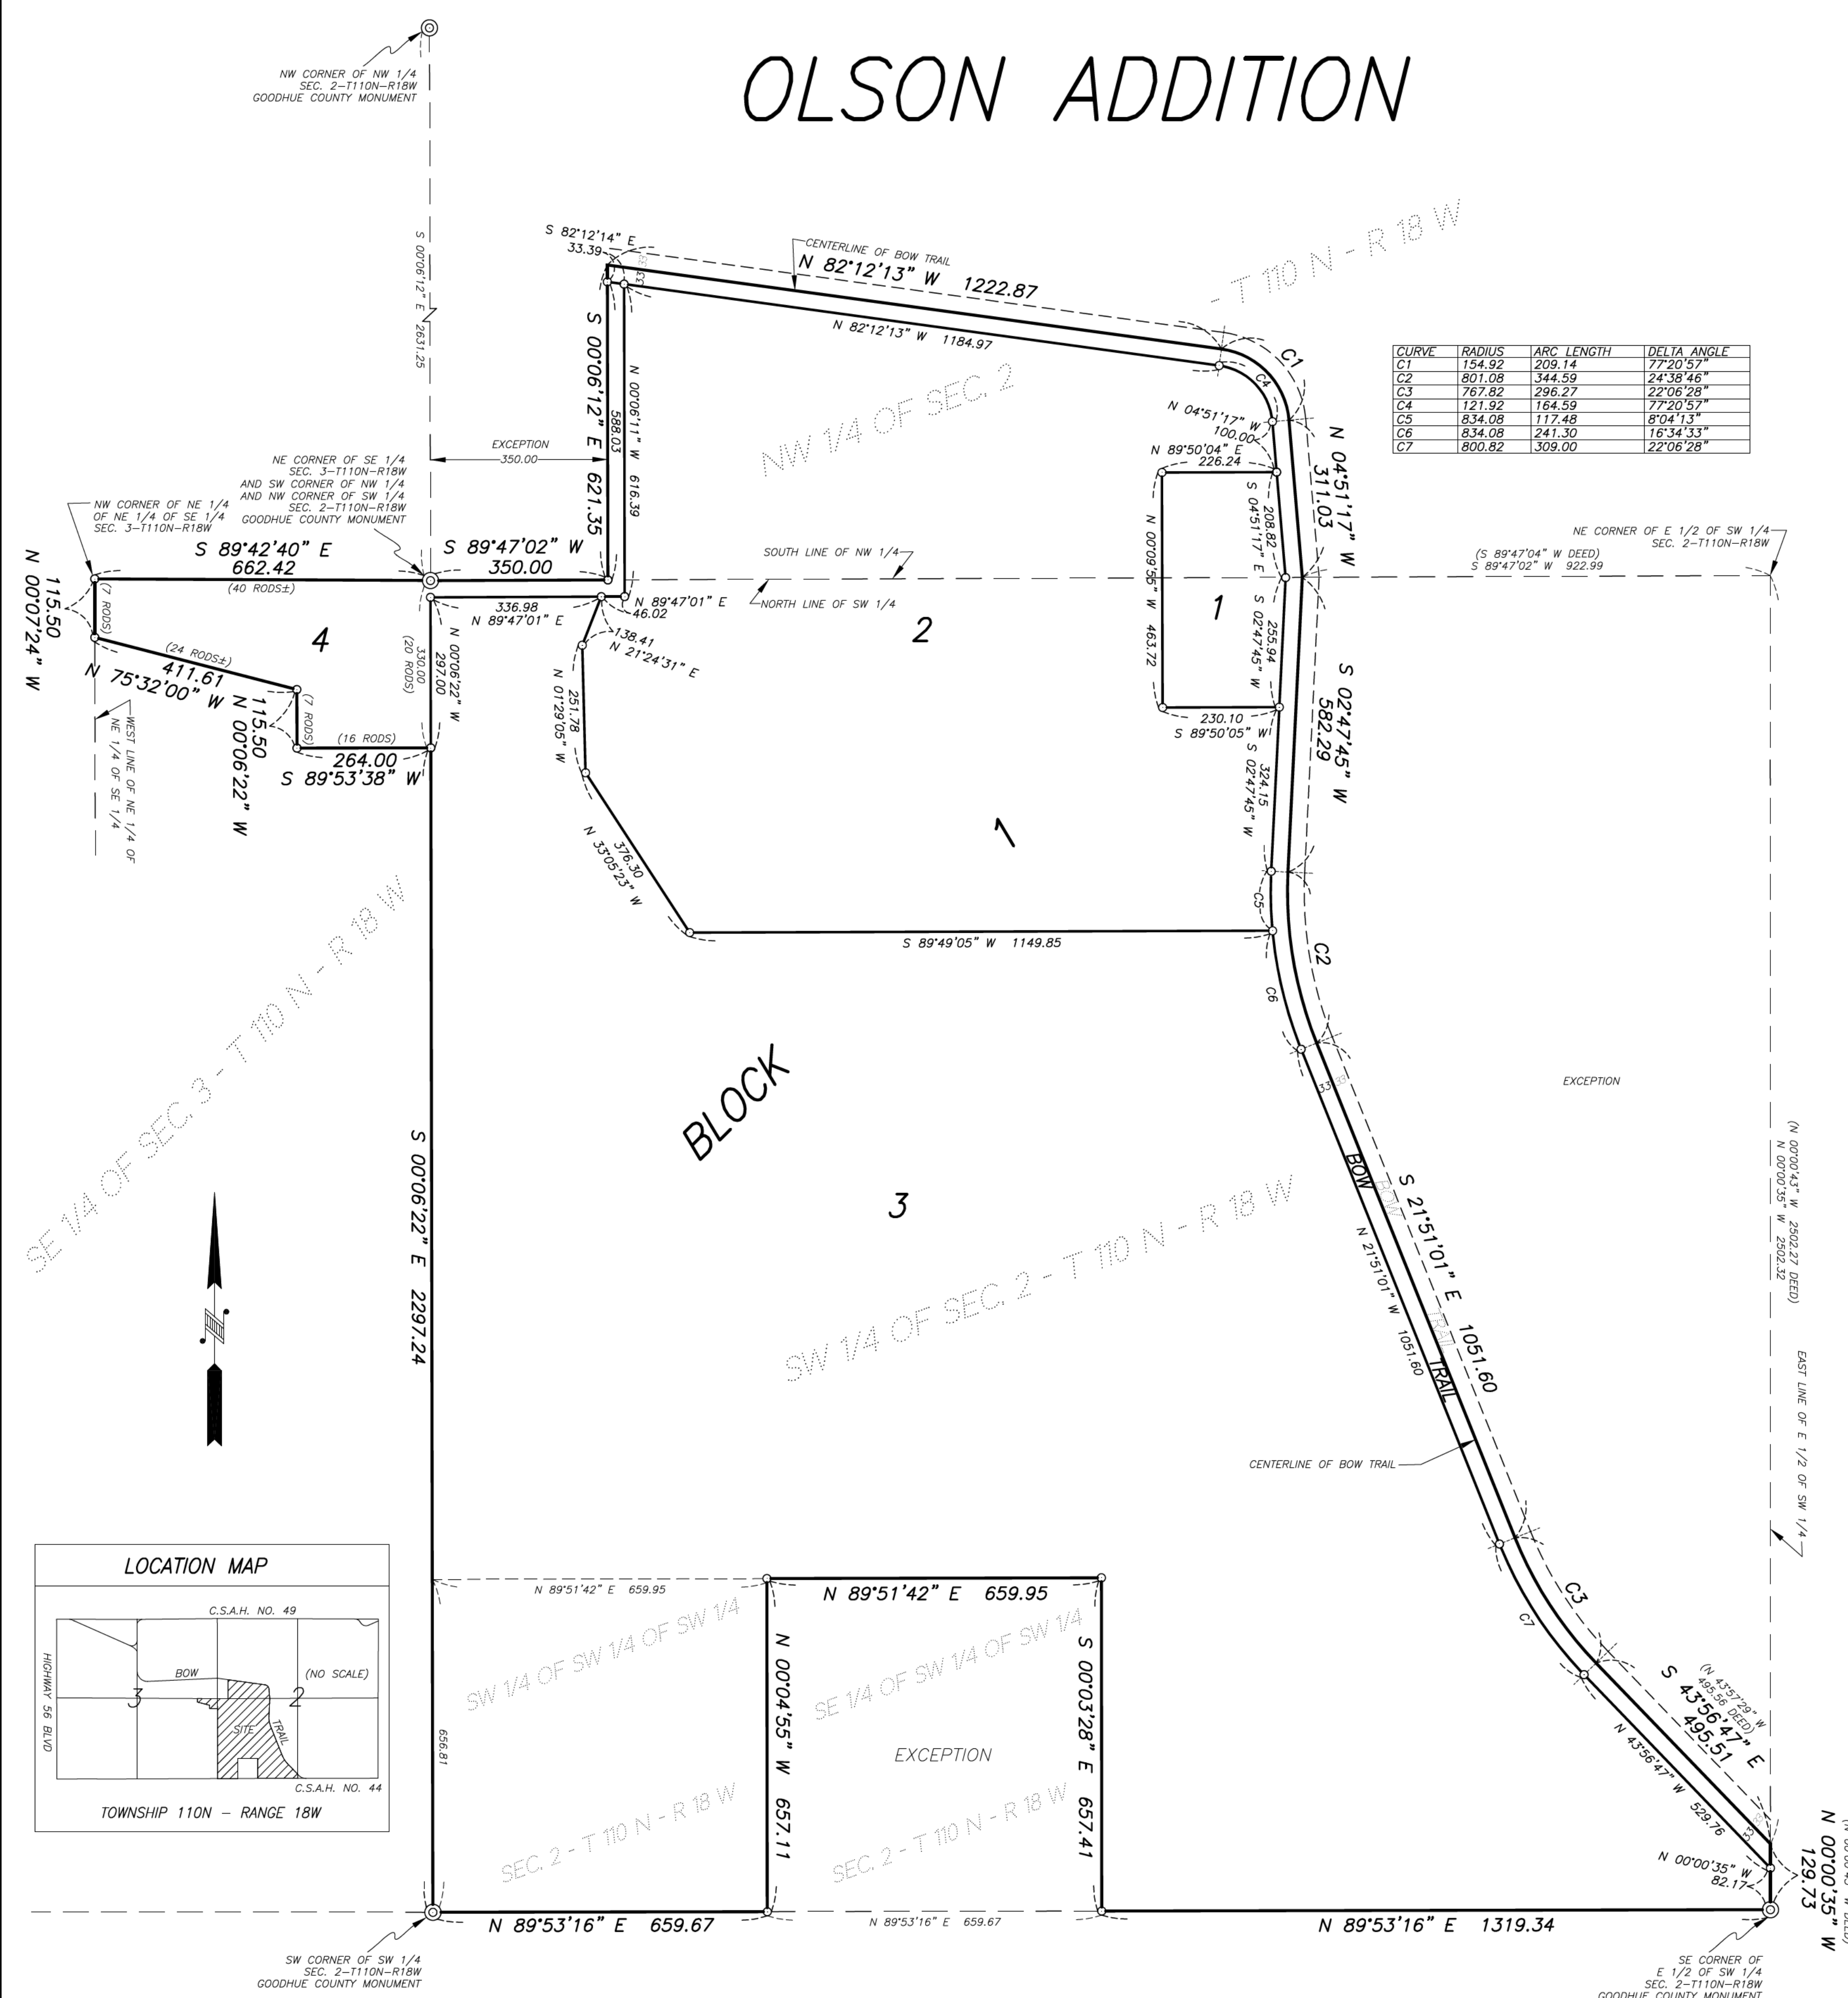 OLSON ADDITION
NW CORNER OF NW 1/4
SEC. 2-T110N-R18W
GOODHUE COUNTY MONUMENT
S 00°06'12" E 2631.25
S 82°12'14" E
33.39
33
33
CENTERLINE OF BOW TRAIL
N 82°12'13" W 1222.87
N 82°12'13" W 1184.97
- T 110 N - R 18 W
NW 1/4 OF SEC. 2
C1
C4
CURVE RADIUS ARC LENGTH DELTA ANGLE
C1 154.92 209.14 77°20'57"
C2 801.08 344.59 24°38'46"
C3 767.82 296.27 22°06'28"
C4 121.92 164.59 77°20'57"
C5 834.08 117.48 8°04'13"
C6 834.08 241.30 16°34'33"
C7 800.82 309.00 22°06'28"
S 00°06'12" E 621.35
588.03
N 00°06'11" W 616.39
EXCEPTION
350.00
NE CORNER OF SE 1/4
SEC. 3-T110N-R18W
AND SW CORNER OF NW 1/4
AND NW CORNER OF SW 1/4
SEC. 2-T110N-R18W
GOODHUE COUNTY MONUMENT
NW CORNER OF NE 1/4
OF NE 1/4 OF SE 1/4
SEC. 3-T110N-R18W
N 04°51'17" W
100.00
N 89°50'04" E
226.24
N 04°51'17" W
311.03
S 04°51'17" E
208.82
N 00°09'55" W 463.72
1
S 02°47'45" W
255.94
230.10
S 89°50'05" W
S 02°47'45" W
582.29
S 02°47'45" W
324.15
NE CORNER OF E 1/2 OF SW 1/4
SEC. 2-T110N-R18W
(S 89°47'04" W DEED)
S 89°47'02" W 922.99
SOUTH LINE OF NW 1/4
NORTH LINE OF SW 1/4
S 89°42'40" E
662.42
(40 RODS±)
S 89°47'02" W
350.00
336.98
N 89°47'01" E
N 89°47'01" E
46.02
138.41
N 21°24'31" E
2
4
115.50
N 00°07'24" W
(7 RODS)
(24 RODS±)
411.61
N 75°32'00" W
115.50
N 00°06'22" W
(7 RODS)
(16 RODS)
264.00
S 89°53'38" W
N 00°06'22" W
297.00
330.00
(20 RODS)
251.78
N 01°29'05" W
376.30
N 33°05'23" W
WEST LINE OF NE 1/4 OF
NE 1/4 OF SE 1/4
1
S 89°49'05" W 1149.85
C5
C2
C6
SE 1/4 OF SEC. 3 - T 110 N - R 18 W
BLOCK
3
SW 1/4 OF SEC. 2 - T 110 N - R 18 W
S 00°06'22" E 2297.24
33
33
BOW
BOW
TRAIL
TRAIL
S 21°51'01" E 1051.60
N 21°51'01" W 1051.60
EXCEPTION
(N 00°00'43" W 2502.27 DEED)
N 00°00'35" W 2502.32
EAST LINE OF E 1/2 OF SW 1/4
CENTERLINE OF BOW TRAIL
LOCATION MAP
C.S.A.H. NO. 49
HIGHWAY 56 BLVD
BOW
(NO SCALE)
3
2
SITE
TRAIL
C.S.A.H. NO. 44
TOWNSHIP 110N - RANGE 18W
N 89°51'42" E 659.95
N 89°51'42" E 659.95
656.81
SW 1/4 OF SW 1/4 OF SW 1/4
SEC. 2 - T 110 N - R 18 W
N 00°04'55" W 657.11
SE 1/4 OF SW 1/4 OF SW 1/4
EXCEPTION
SEC. 2 - T 110 N - R 18 W
S 00°03'28" E 657.41
C3
C7
(N 43°57'29" W
495.56 DEED)
S 43°56'47" E
495.51
N 43°56'47" W 529.76
33
33
N 00°00'35" W
82.17
N 00°00'35" W
129.73
N 89°53'16" E 659.67
N 89°53'16" E 659.67
N 89°53'16" E 1319.34
SW CORNER OF SW 1/4
SEC. 2-T110N-R18W
GOODHUE COUNTY MONUMENT
SE CORNER OF
E 1/2 OF SW 1/4
SEC. 2-T110N-R18W
GOODHUE COUNTY MONUMENT